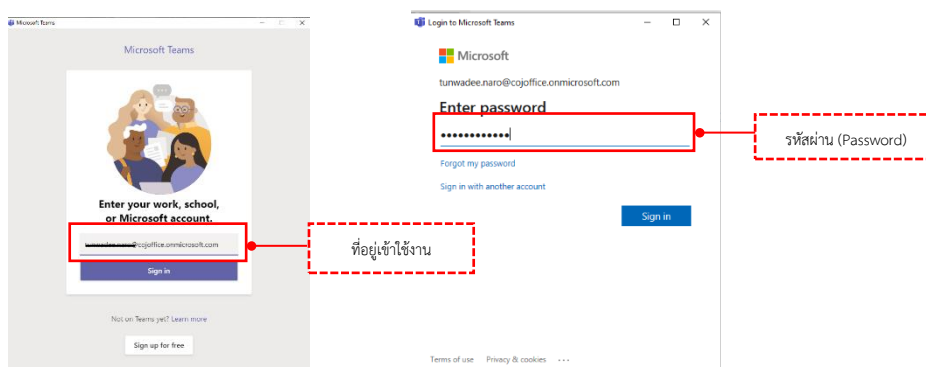 Microsoft Teams
Microsoft Teams
Enter your work, school,
or Microsoft account.
@cojoffice.onmicrosoft.com
Sign in
Not on Teams yet? Learn more
Sign up for free
ที่อยู่เข้าใช้งาน
Login to Microsoft Teams
Microsoft
tunwadee.naro@cojoffice.onmicrosoft.com
Enter password
Forgot my password
Sign in with another account
Sign in
Terms of use Privacy & cookies ...
รหัสผ่าน (Password)